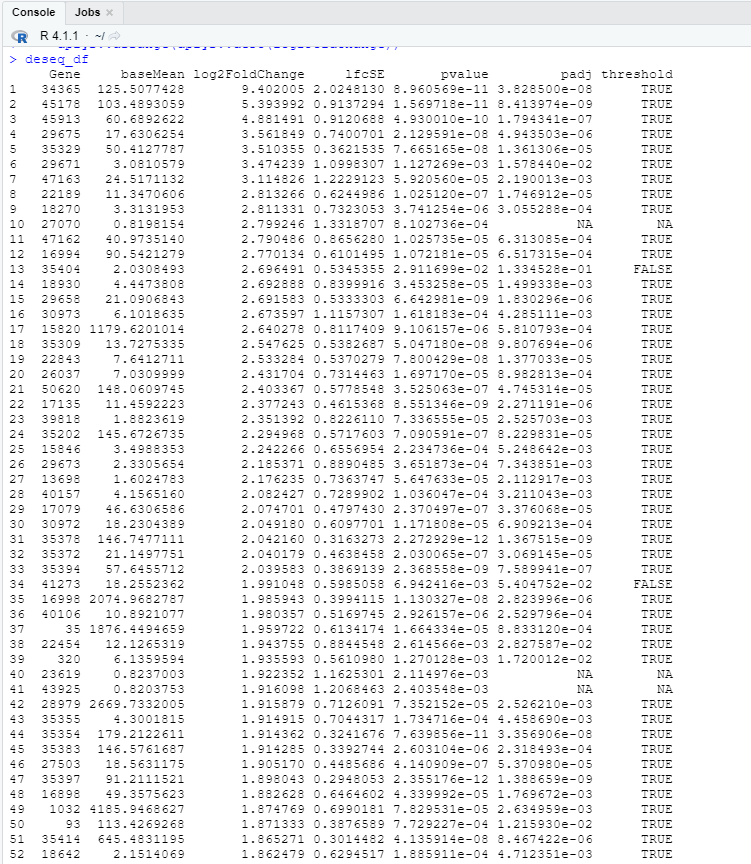 Console Jobs ×
R 4.1.1 · ~/
> deseq_df
Gene baseMean log2FoldChange lfcSE pvalue padj threshold
1 34365 125.5077428 9.402005 2.0248130 8.960569e-11 3.828500e-08 TRUE
2 45178 103.4893059 5.393992 0.9137294 1.569718e-11 8.413979e-09 TRUE
3 45913 60.6892622 4.881491 0.9120688 4.930010e-10 1.794341e-07 TRUE
4 29675 17.6306254 3.561849 0.7400701 2.129591e-08 4.943503e-06 TRUE
5 35329 50.4127787 3.510355 0.3621535 7.665165e-08 1.361306e-05 TRUE
6 29671 3.0810579 3.474239 1.0998307 1.127269e-03 1.578440e-02 TRUE
7 47163 24.5171132 3.114826 1.2229123 5.920560e-05 2.190013e-03 TRUE
8 22189 11.3470606 2.813266 0.6244986 1.025120e-07 1.746912e-05 TRUE
9 18270 3.3131953 2.811331 0.7323053 3.741254e-06 3.055288e-04 TRUE
10 27070 0.8198154 2.799246 1.3318707 8.102736e-04 NA NA
11 47162 40.9735140 2.790486 0.8656280 1.025735e-05 6.313085e-04 TRUE
12 16994 90.5421279 2.770134 0.6101495 1.072181e-05 6.517315e-04 TRUE
13 35404 2.0308493 2.696491 0.5345355 2.911699e-02 1.334528e-01 FALSE
14 18930 4.4473808 2.692888 0.8399916 3.453258e-05 1.499338e-03 TRUE
15 29658 21.0906843 2.691583 0.5333303 6.642981e-09 1.830296e-06 TRUE
16 30973 6.1018635 2.673597 1.1157307 1.618183e-04 4.285111e-03 TRUE
17 15820 1179.6201014 2.640278 0.8117409 9.106157e-06 5.810793e-04 TRUE
18 35309 13.7275335 2.547625 0.5382687 5.047180e-08 9.807694e-06 TRUE
19 22843 7.6412711 2.533284 0.5370279 7.800429e-08 1.377033e-05 TRUE
20 26037 7.0309999 2.431704 0.7314463 1.697170e-05 8.982813e-04 TRUE
21 50620 148.0609745 2.403367 0.5778548 3.525063e-07 4.745314e-05 TRUE
22 17135 11.4592223 2.377243 0.4615368 8.551346e-09 2.271191e-06 TRUE
23 39818 1.8823619 2.351392 0.8226110 7.336555e-05 2.525703e-03 TRUE
24 35202 145.6726735 2.294968 0.5717603 7.090591e-07 8.229831e-05 TRUE
25 15846 3.4988353 2.242266 0.6556954 2.234736e-04 5.248642e-03 TRUE
26 29673 2.3305654 2.185371 0.8890485 3.651873e-04 7.343851e-03 TRUE
27 13698 1.6024783 2.176235 0.7363747 5.647633e-05 2.112917e-03 TRUE
28 40157 4.1565160 2.082427 0.7289902 1.036047e-04 3.211043e-03 TRUE
29 17079 46.6306586 2.074701 0.4797430 2.370497e-07 3.376068e-05 TRUE
30 30972 18.2304389 2.049180 0.6097701 1.171808e-05 6.909213e-04 TRUE
31 35378 146.7477111 2.042160 0.3163273 2.272929e-12 1.367515e-09 TRUE
32 35372 21.1497751 2.040179 0.4638458 2.030065e-07 3.069145e-05 TRUE
33 35394 57.6455712 2.039583 0.3869139 2.368558e-09 7.589941e-07 TRUE
34 41273 18.2552362 1.991048 0.5985058 6.942416e-03 5.404752e-02 FALSE
35 16998 2074.9682787 1.985943 0.3994115 1.130327e-08 2.823996e-06 TRUE
36 40106 10.8921077 1.980357 0.5169745 2.926157e-06 2.529796e-04 TRUE
37 35 1876.4494659 1.959722 0.6134174 1.664334e-05 8.833120e-04 TRUE
38 22454 12.1265319 1.943755 0.8844548 2.614566e-03 2.827587e-02 TRUE
39 320 6.1359594 1.935593 0.5610980 1.270128e-03 1.720012e-02 TRUE
40 23619 0.8237003 1.922352 1.1625301 2.114976e-03 NA NA
41 43925 0.8203753 1.916098 1.2068463 2.403548e-03 NA NA
42 28979 2669.7332005 1.915879 0.7126091 7.352152e-05 2.526210e-03 TRUE
43 35355 4.3001815 1.914955 0.7044317 1.734716e-04 4.458690e-03 TRUE
44 35354 179.2122611 1.914362 0.3241676 7.639856e-11 3.356906e-08 TRUE
45 35383 146.5761687 1.914285 0.3392744 2.603104e-06 2.318493e-04 TRUE
46 27503 18.5631175 1.905170 0.4485686 4.140909e-07 5.370980e-05 TRUE
47 35397 91.2111521 1.898043 0.2948053 2.355176e-12 1.388659e-09 TRUE
48 16898 49.3575623 1.882628 0.6464602 4.339992e-05 1.769672e-03 TRUE
49 1032 4185.9468627 1.874769 0.6990181 7.829531e-05 2.634959e-03 TRUE
50 93 113.4269268 1.871333 0.3876589 7.729227e-04 1.215930e-02 TRUE
51 35414 645.4831195 1.865271 0.3014482 4.135914e-08 8.467422e-06 TRUE
52 18642 2.1514069 1.862479 0.6294517 1.885911e-04 4.712351e-03 TRUE